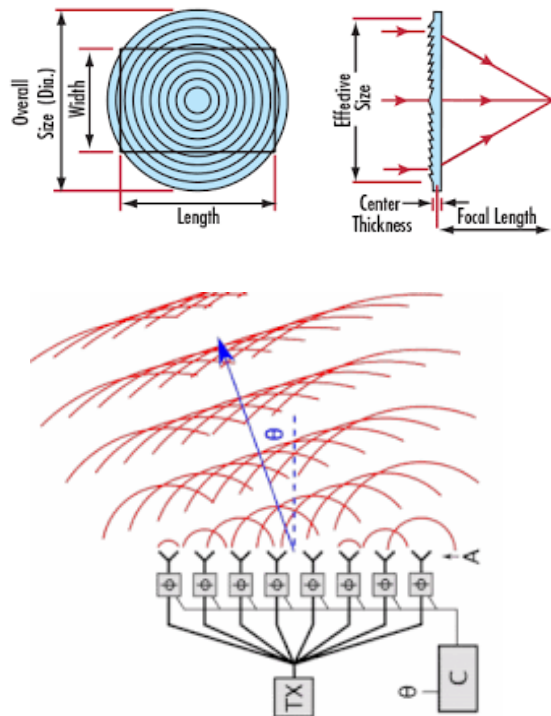 Overall
Size (Dia.)
Width
Length
Effective
Size
Center
Thickness
Focal Length
θ
A
ϕ ϕ ϕ ϕ ϕ ϕ ϕ ϕ
TX
θ
C